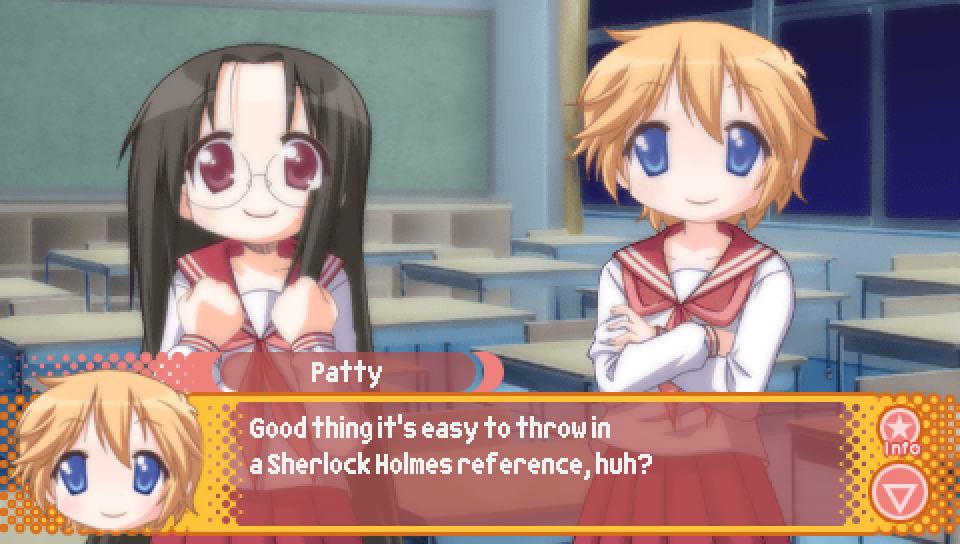 Patty
Good thing it's easy to throw in
a Sherlock Holmes reference, huh?
Info